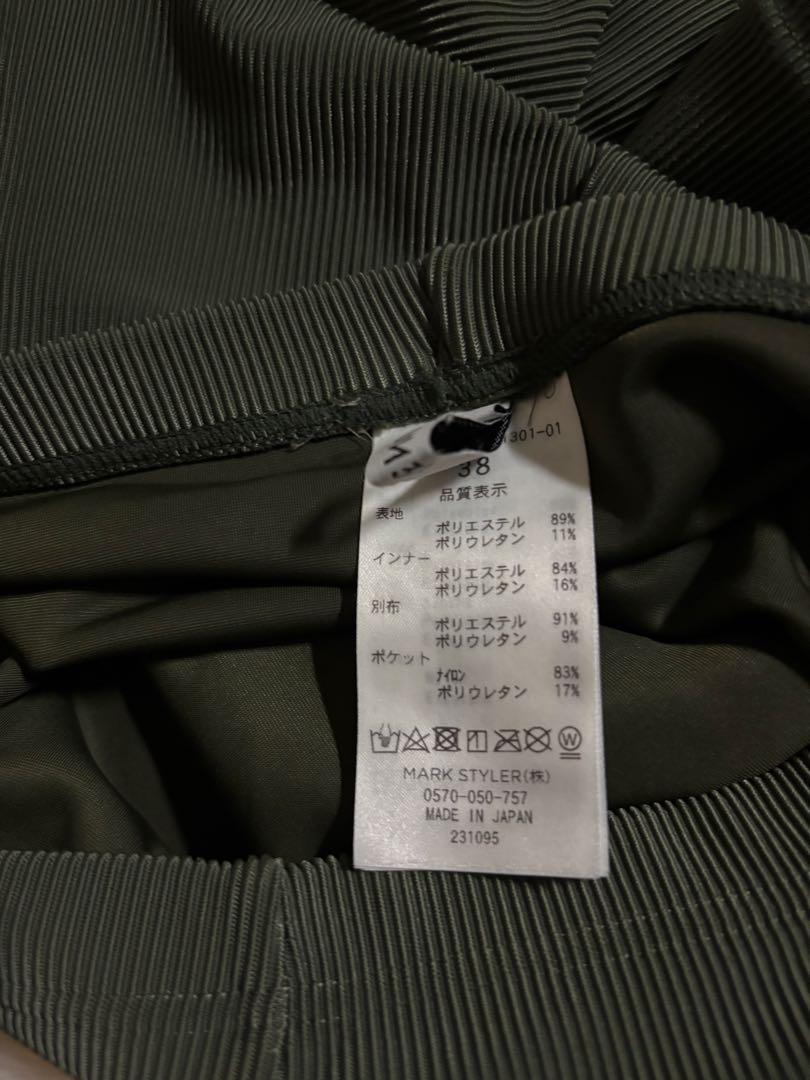 1301-01
38
品質表示
表地
ポリエステル 89%
ポリウレタン 11%
インナー
ポリエステル 84%
ポリウレタン 16%
別布
ポリエステル 91%
ポリウレタン 9%
ポケット
ナイロン 83%
ポリウレタン 17%
W
MARK STYLER(株)
0570-050-757
MADE IN JAPAN
231095